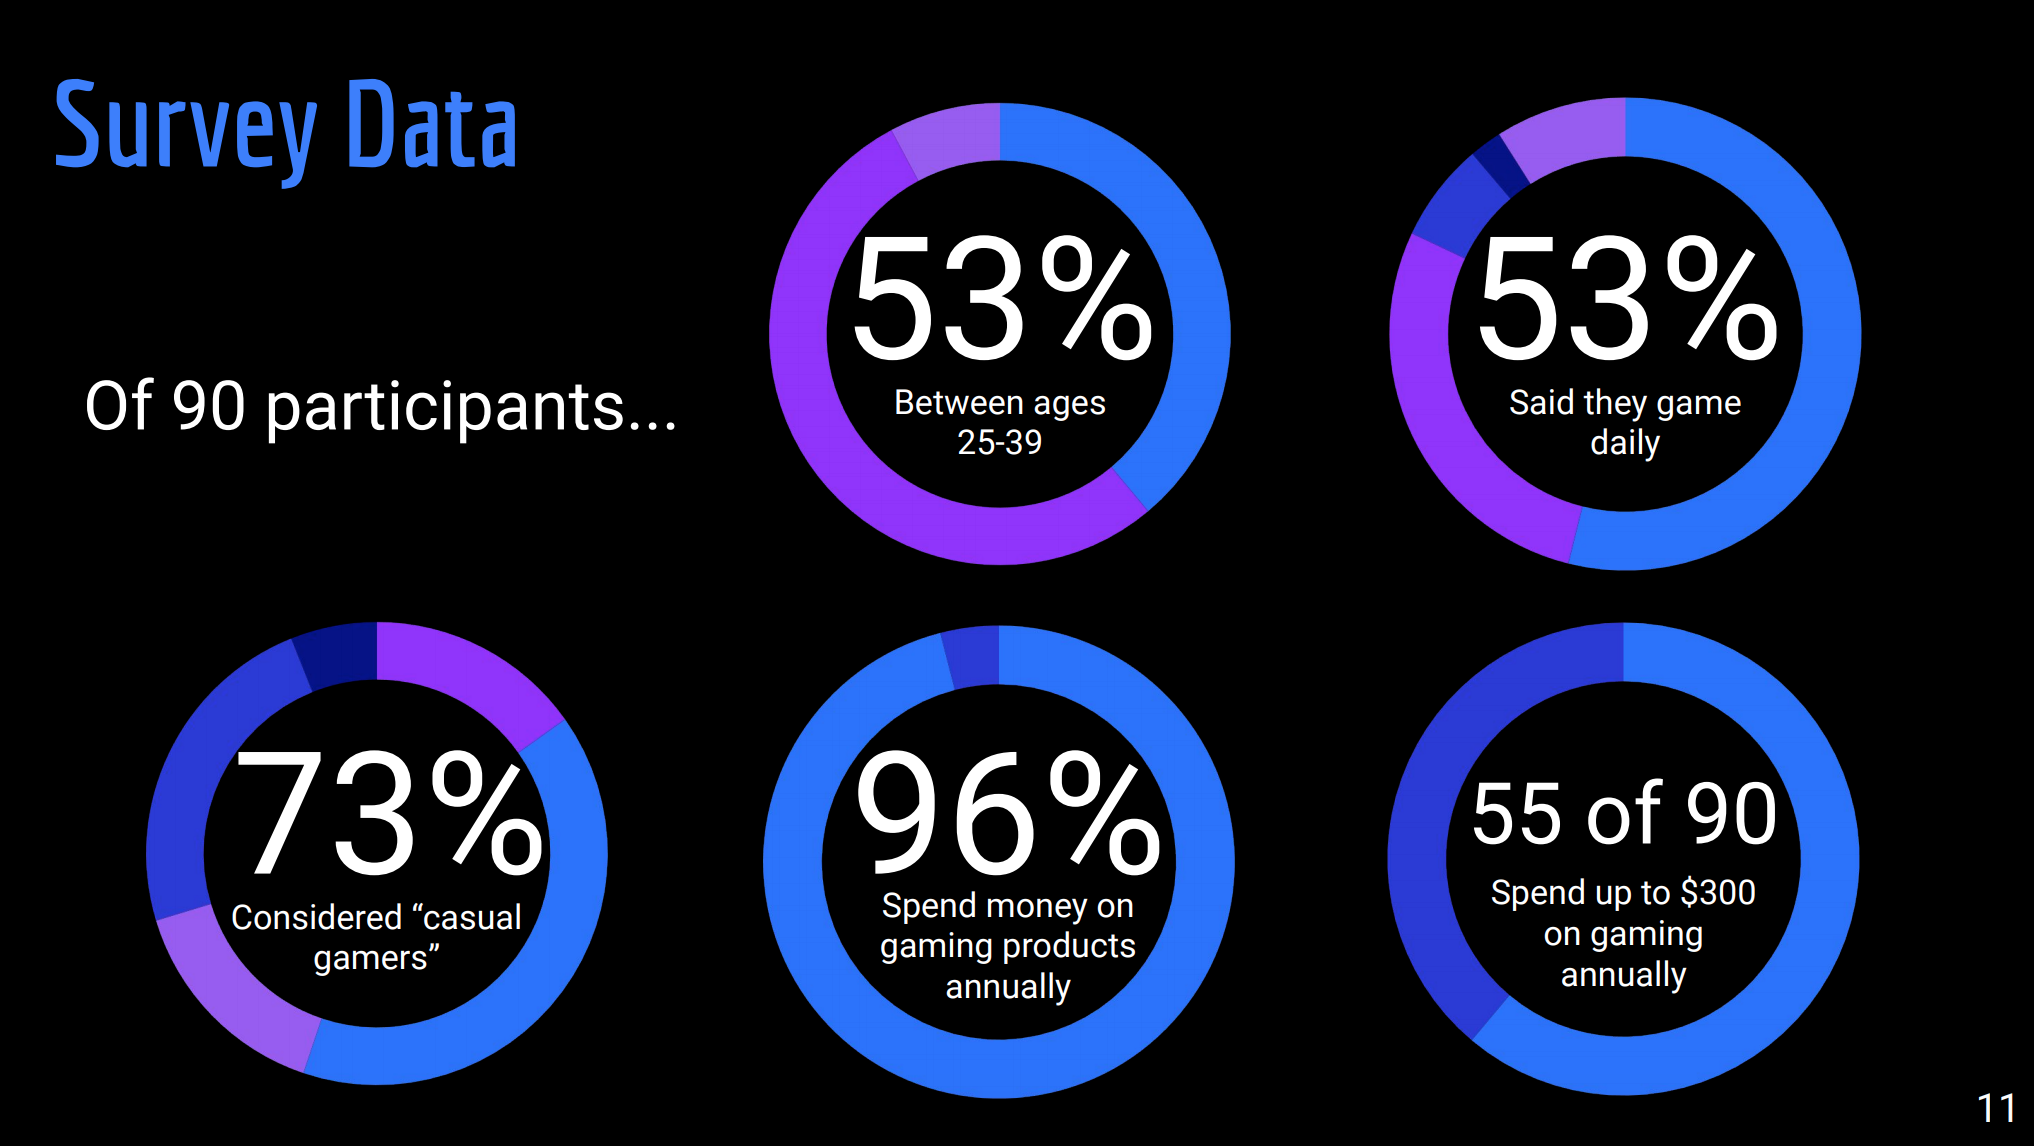 Survey Data
Of 90 participants...
53%
Between ages
25-39
53%
Said they game
daily
73%
Considered “casual
gamers”
96%
Spend money on
gaming products
annually
55 of 90
Spend up to $300
on gaming
annually
11